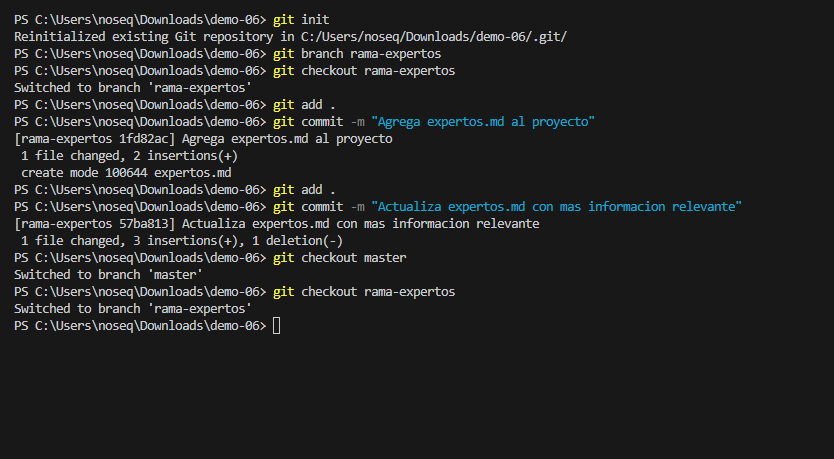 PS C:\Users\noseq\Downloads\demo-06> git init
Reinitialized existing Git repository in C:/Users/noseq/Downloads/demo-06/.git/
PS C:\Users\noseq\Downloads\demo-06> git branch rama-expertos
PS C:\Users\noseq\Downloads\demo-06> git checkout rama-expertos
Switched to branch 'rama-expertos'
PS C:\Users\noseq\Downloads\demo-06> git add .
PS C:\Users\noseq\Downloads\demo-06> git commit -m "Agrega expertos.md al proyecto"
[rama-expertos 1fd82ac] Agrega expertos.md al proyecto
 1 file changed, 2 insertions(+)
 create mode 100644 expertos.md
PS C:\Users\noseq\Downloads\demo-06> git add .
PS C:\Users\noseq\Downloads\demo-06> git commit -m "Actualiza expertos.md con mas informacion relevante"
[rama-expertos 57ba813] Actualiza expertos.md con mas informacion relevante
 1 file changed, 3 insertions(+), 1 deletion(-)
PS C:\Users\noseq\Downloads\demo-06> git checkout master
Switched to branch 'master'
PS C:\Users\noseq\Downloads\demo-06> git checkout rama-expertos
Switched to branch 'rama-expertos'
PS C:\Users\noseq\Downloads\demo-06>